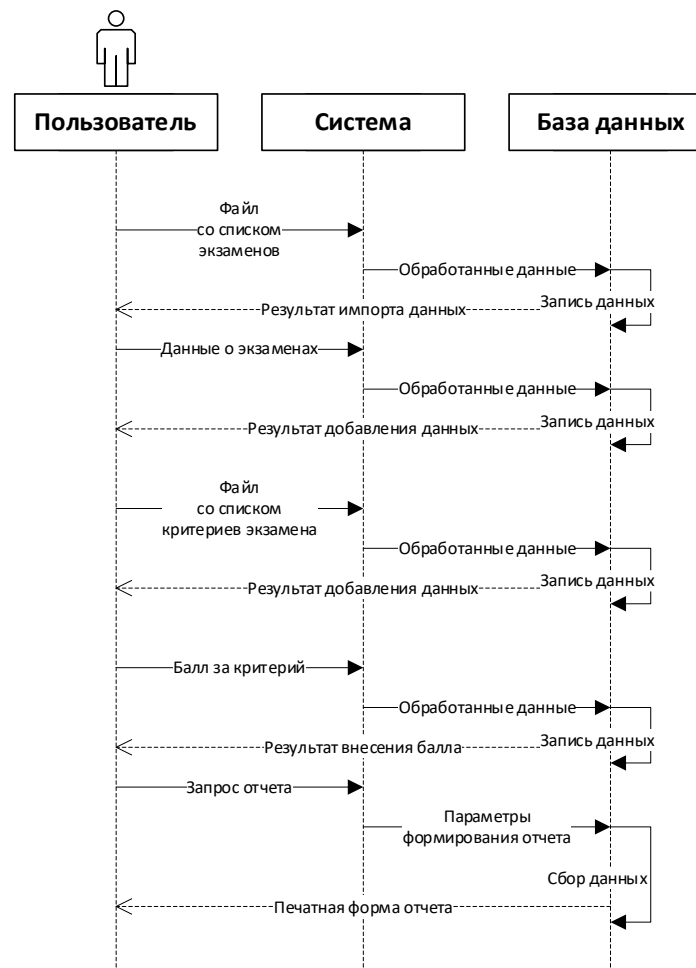 Пользователь
Система
База данных
Файл
со списком
экзаменов
Обработанные данные
Запись данных
Результат импорта данных
Данные о экзаменах
Обработанные данные
Запись данных
Результат добавления данных
Файл
со списком
критериев экзамена
Обработанные данные
Запись данных
Результат добавления данных
Балл за критерий
Обработанные данные
Запись данных
Результат внесения балла
Запрос отчета
Параметры
формирования отчета
Сбор данных
Печатная форма отчета